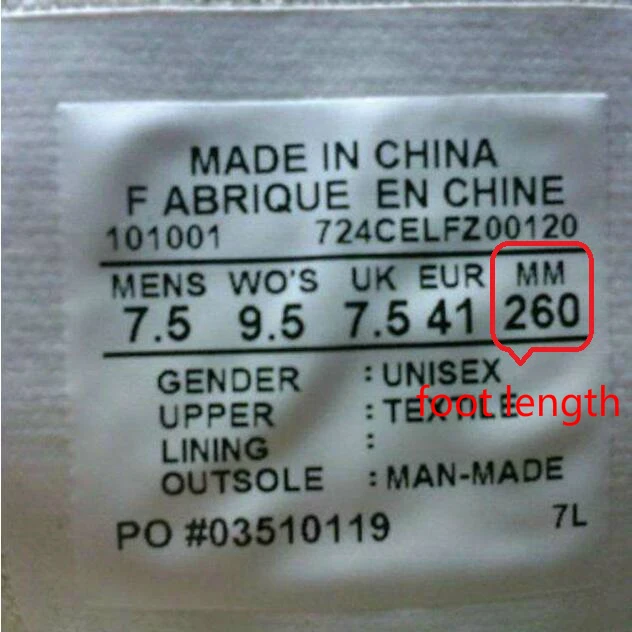 MADE IN CHINA
F ABRIQUE EN CHINE
101001 724CELFZ00120
MENS WO'S UK EUR MM
7.5 9.5 7.5 41 260
GENDER : UNISEX
foot length
UPPER : TEXTILE
LINING :
OUTSOLE : MAN-MADE
PO #03510119 7L